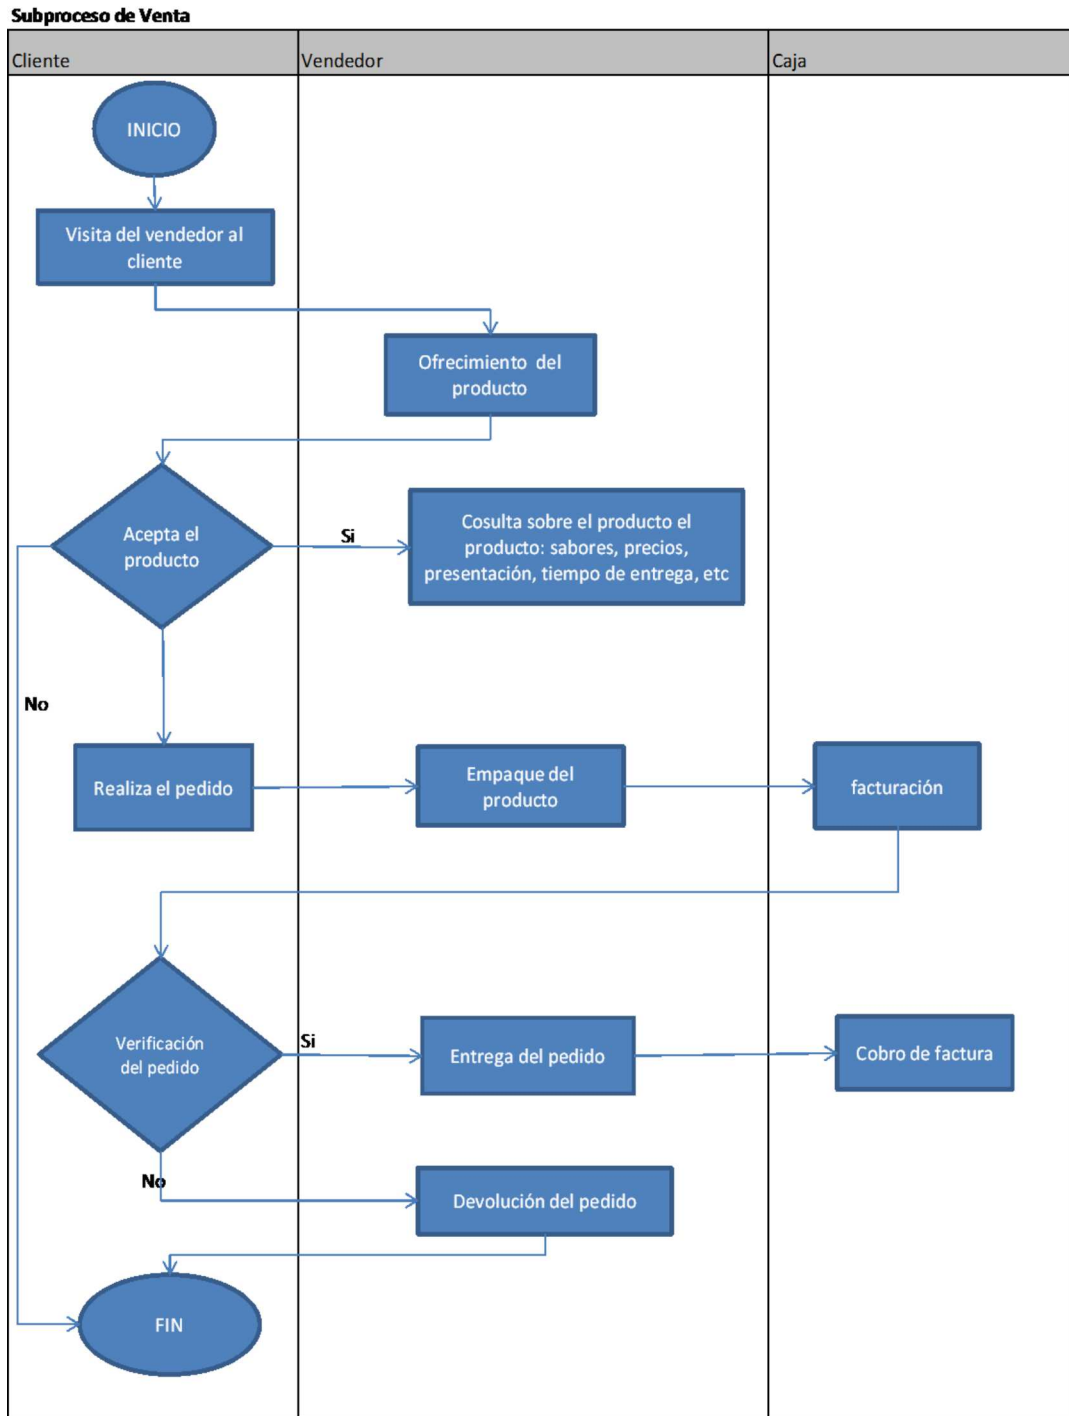 Subproceso de Venta
Cliente
Vendedor
Caja
INICIO
Visita del vendedor al
cliente
Ofrecimiento del
producto
Acepta el
producto
Si
Cosulta sobre el producto el
producto: sabores, precios,
presentación, tiempo de entrega, etc
No
Realiza el pedido
Empaque del
producto
facturación
Verificación
del pedido
Si
Entrega del pedido
Cobro de factura
No
Devolución del pedido
FIN